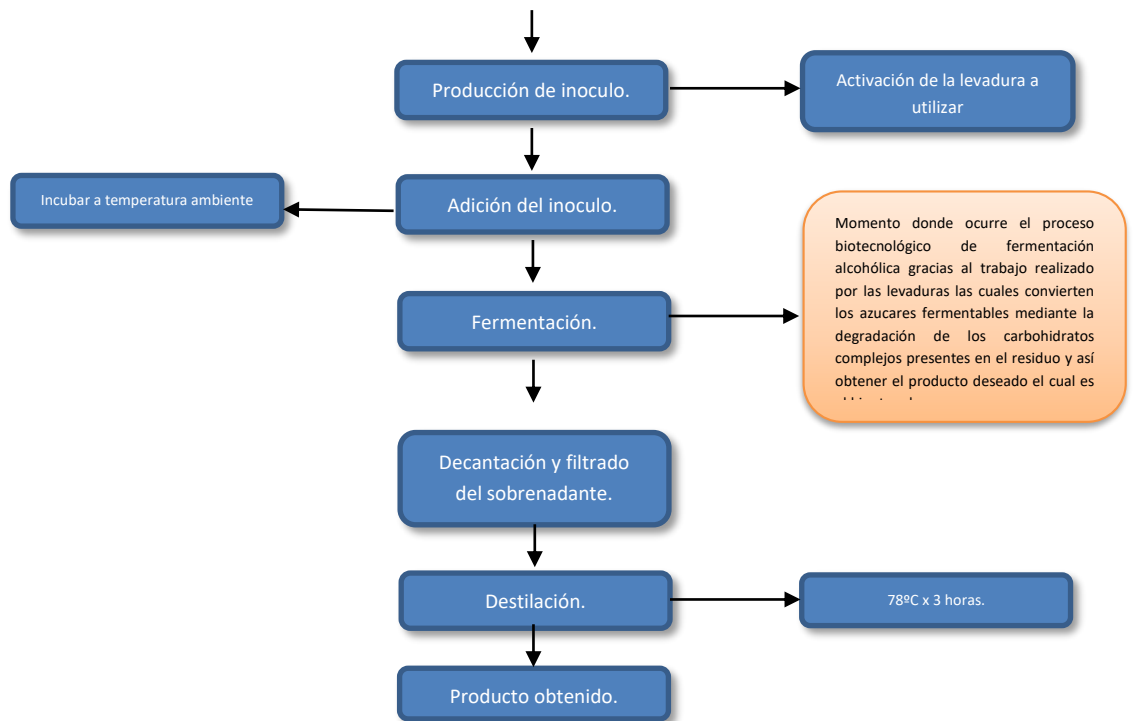 Producción de inoculo.
Activación de la levadura a
utilizar
Incubar a temperatura ambiente
Adición del inoculo.
Momento donde ocurre el proceso
biotecnológico de fermentación
alcohólica gracias al trabajo realizado
por las levaduras las cuales convierten
los azucares fermentables mediante la
degradación de los carbohidratos
complejos presentes en el residuo y así
obtener el producto deseado el cual es
Fermentación.
Decantación y filtrado
del sobrenadante.
Destilación.
78ºC x 3 horas.
Producto obtenido.